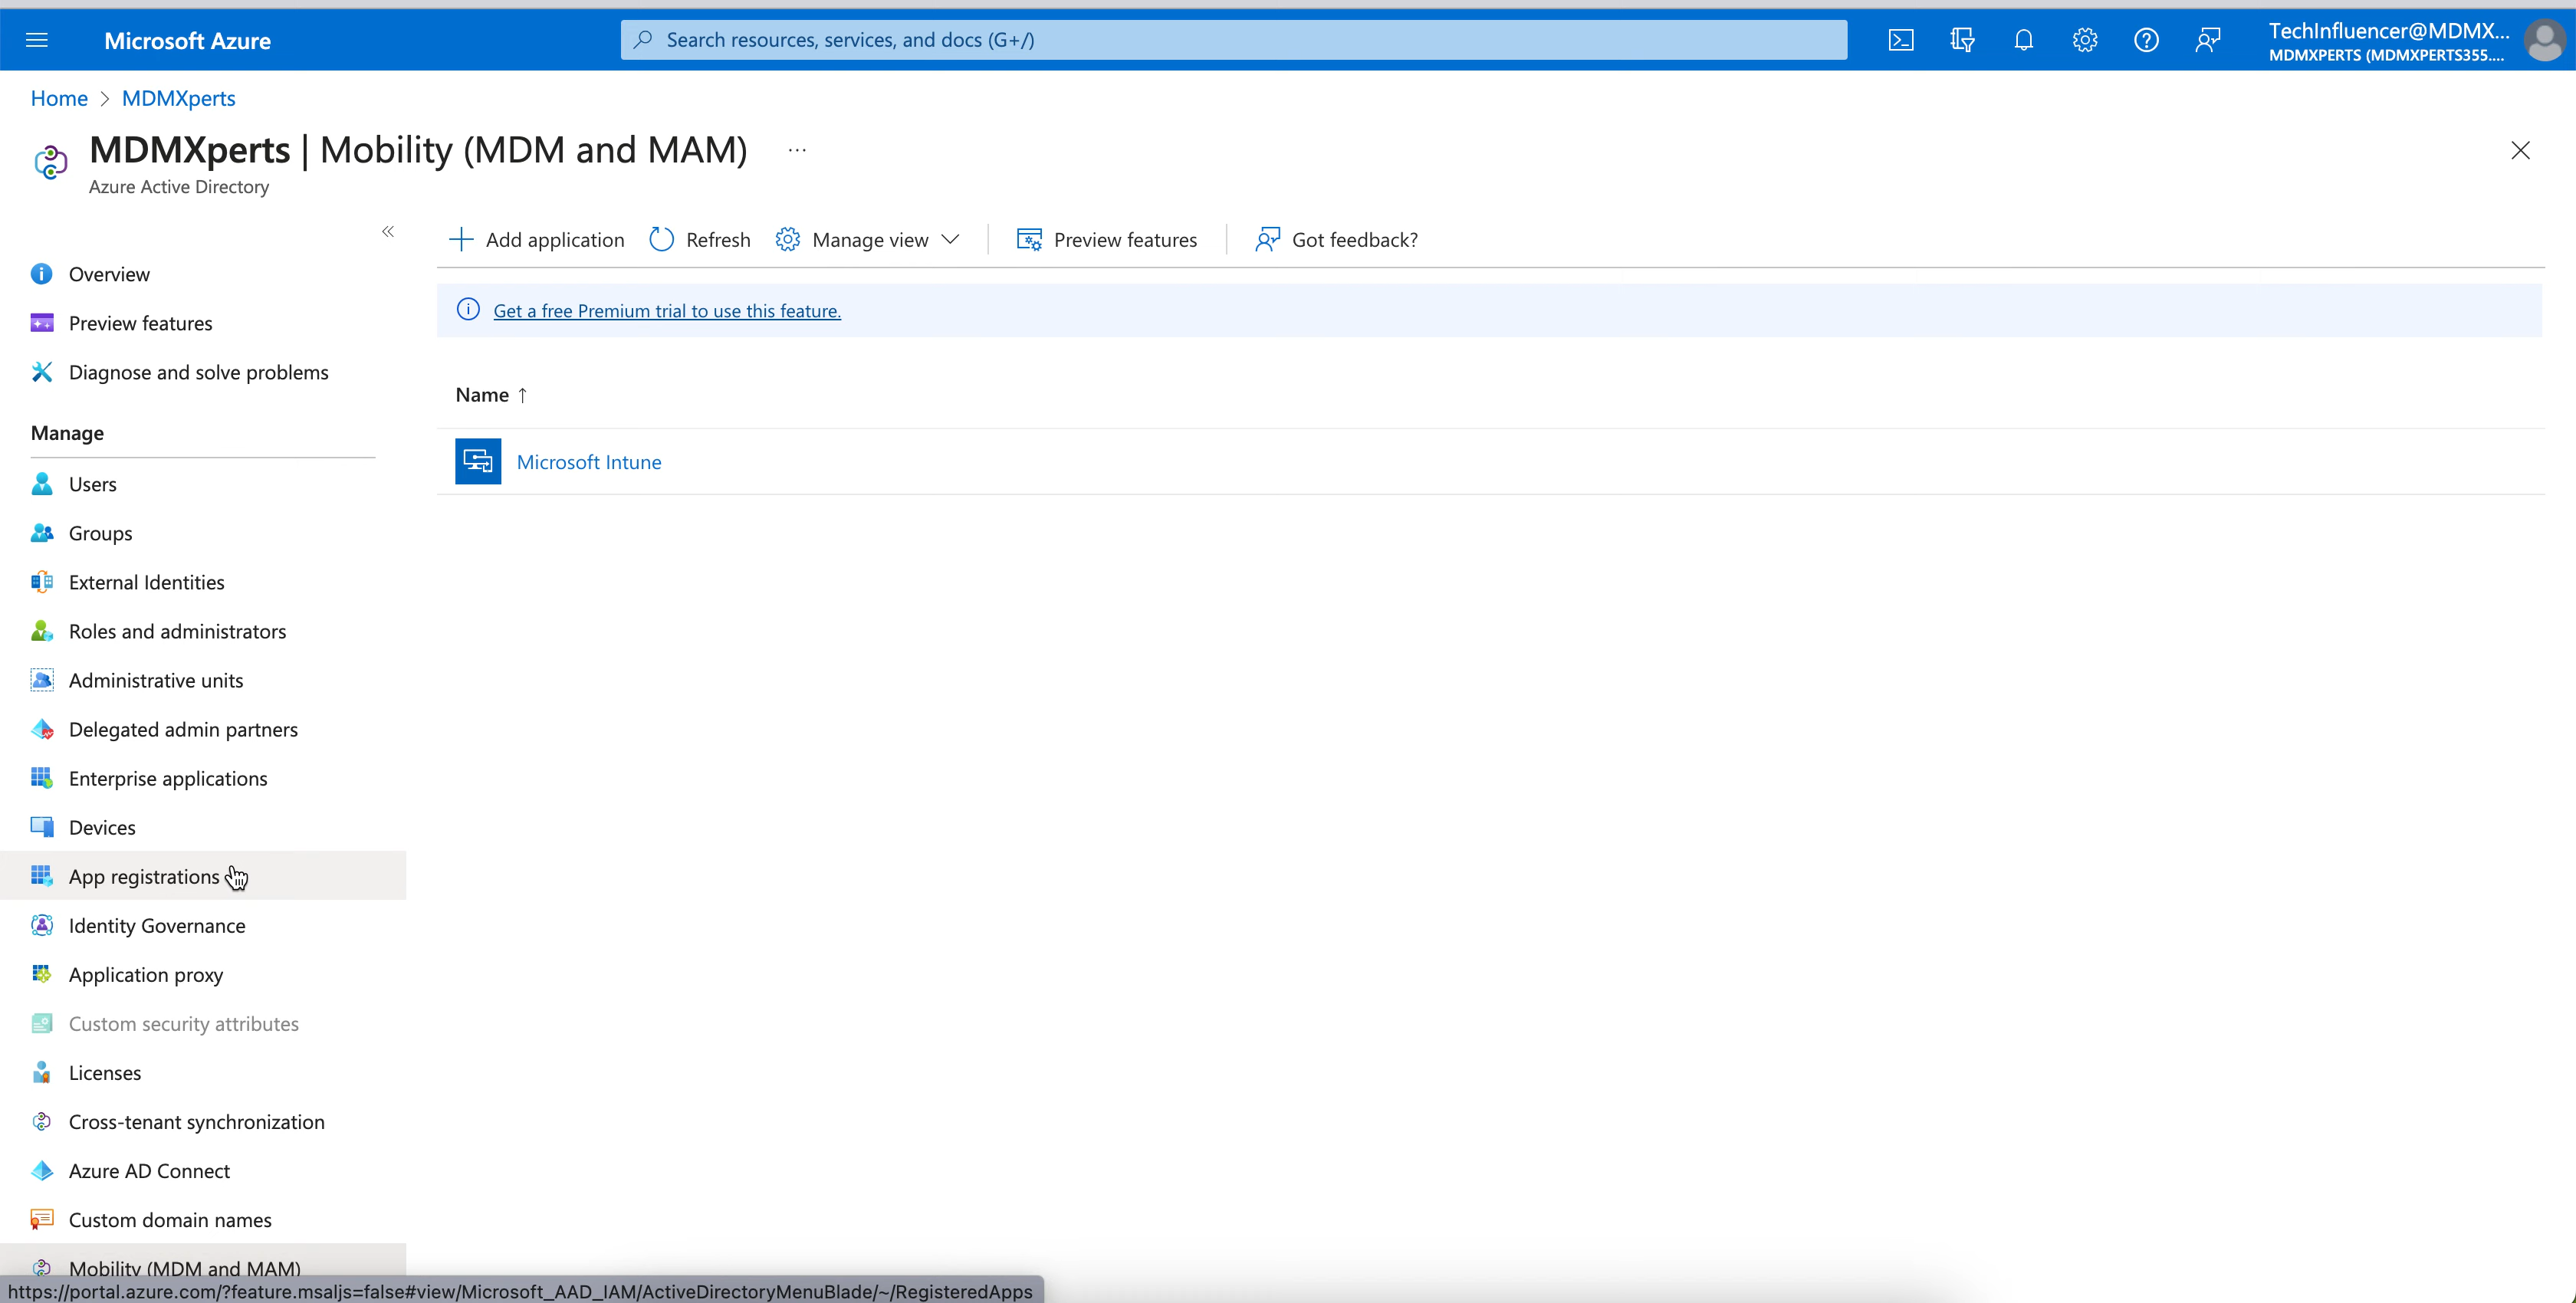 Microsoft Azure
Search resources, services, and docs (G+/)
TechInfluencer@MDMX...
MDMXPERTS (MDMXPERTS355....
Home > MDMXperts
MDMXperts | Mobility (MDM and MAM) ...
Azure Active Directory
«
Add application
Refresh
Manage view
Preview features
Got feedback?
Get a free Premium trial to use this feature.
Name ↑
Microsoft Intune
Overview
Preview features
Diagnose and solve problems
Manage
Users
Groups
External Identities
Roles and administrators
Administrative units
Delegated admin partners
Enterprise applications
Devices
App registrations
Identity Governance
Application proxy
Custom security attributes
Licenses
Cross-tenant synchronization
Azure AD Connect
Custom domain names
Mobility (MDM and MAM)
https://portal.azure.com/?feature.msaljs=false#view/Microsoft_AAD_IAM/ActiveDirectoryMenuBlade/~/RegisteredApps